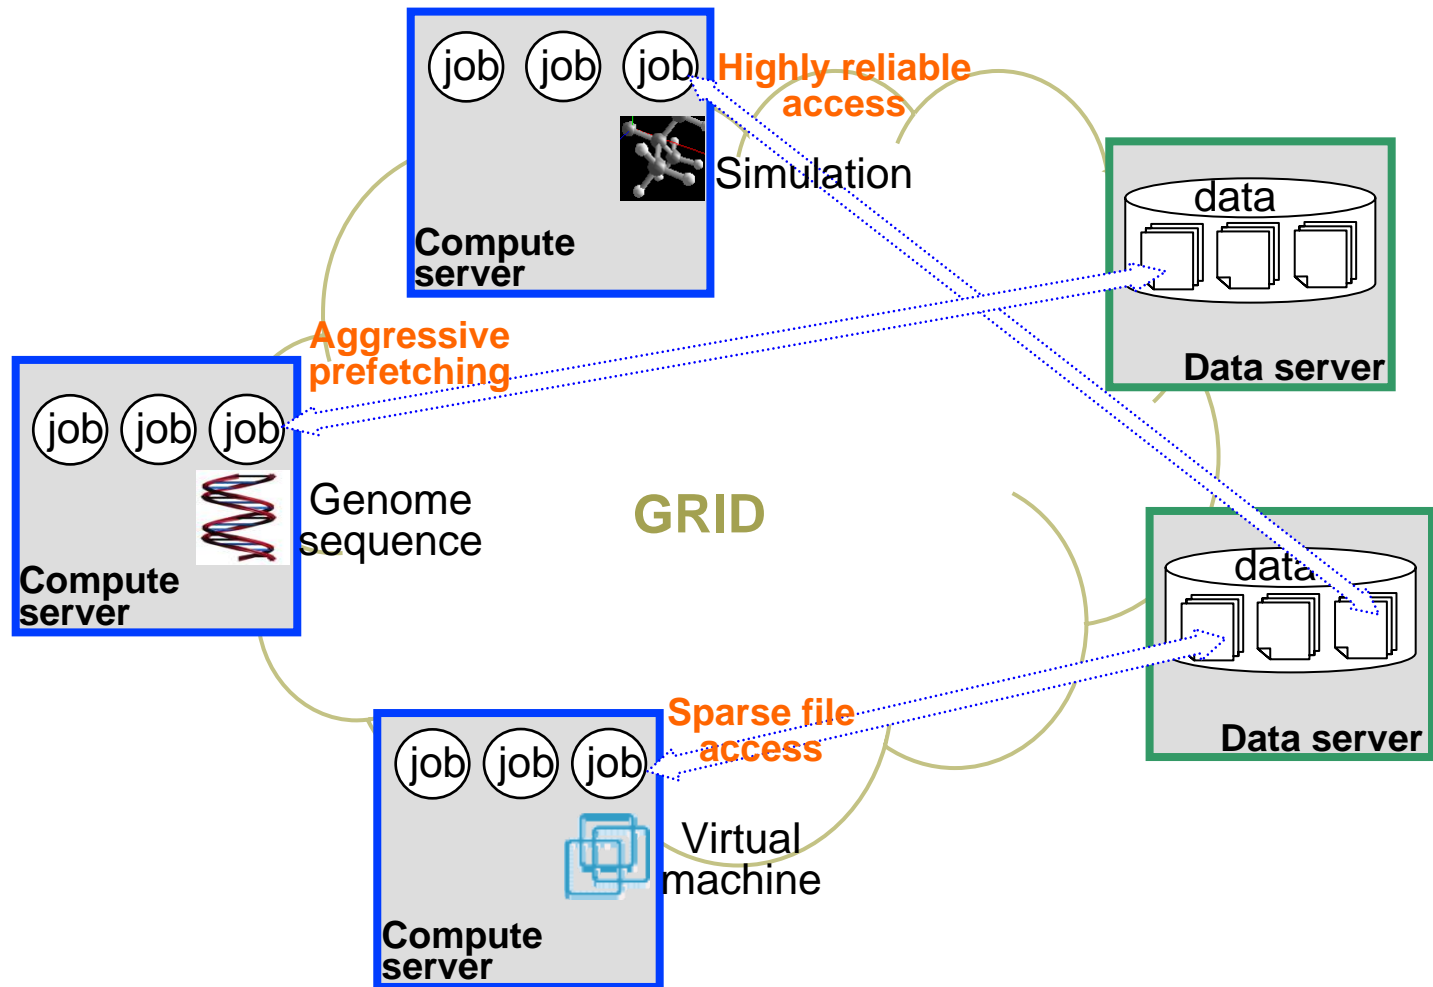 job job job
Highly reliable
access
Simulation
Compute
server
data
Data server
Aggressive
prefetching
job job job
Genome
sequence
Compute
server
GRID
data
Data server
Sparse file
access
job job job
Virtual
machine
Compute
server